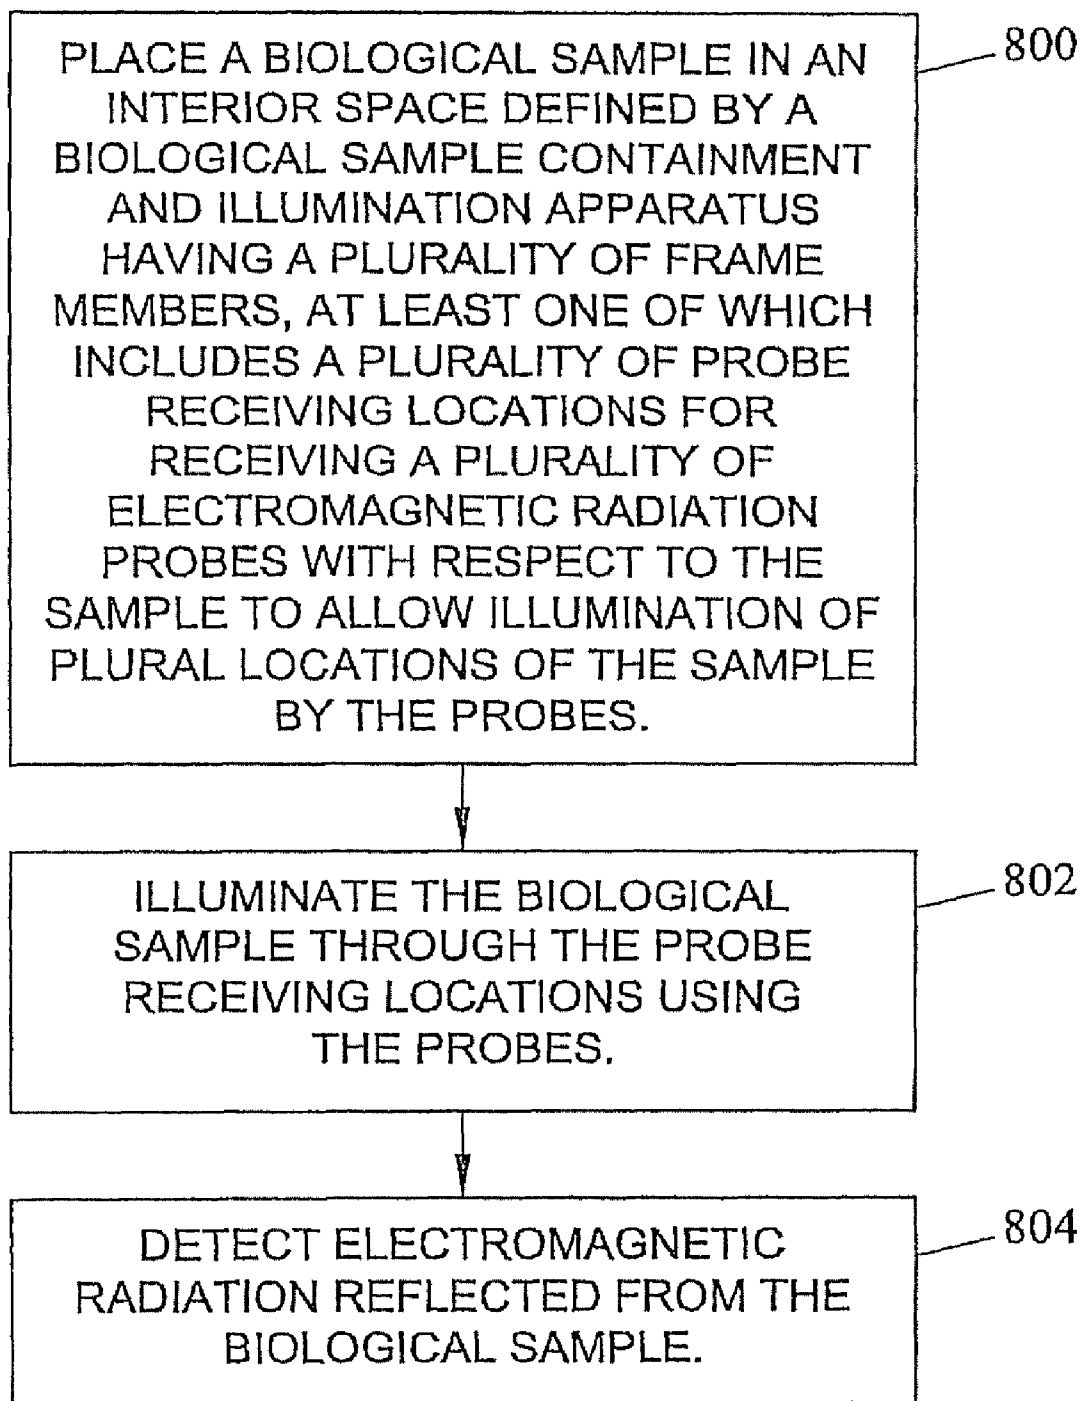 PLACE A BIOLOGICAL SAMPLE IN AN
INTERIOR SPACE DEFINED BY A
BIOLOGICAL SAMPLE CONTAINMENT
AND ILLUMINATION APPARATUS
HAVING A PLURALITY OF FRAME
MEMBERS, AT LEAST ONE OF WHICH
INCLUDES A PLURALITY OF PROBE
RECEIVING LOCATIONS FOR
RECEIVING A PLURALITY OF
ELECTROMAGNETIC RADIATION
PROBES WITH RESPECT TO THE
SAMPLE TO ALLOW ILLUMINATION OF
PLURAL LOCATIONS OF THE SAMPLE
BY THE PROBES.
800
ILLUMINATE THE BIOLOGICAL
SAMPLE THROUGH THE PROBE
RECEIVING LOCATIONS USING
THE PROBES.
802
DETECT ELECTROMAGNETIC
RADIATION REFLECTED FROM THE
BIOLOGICAL SAMPLE.
804